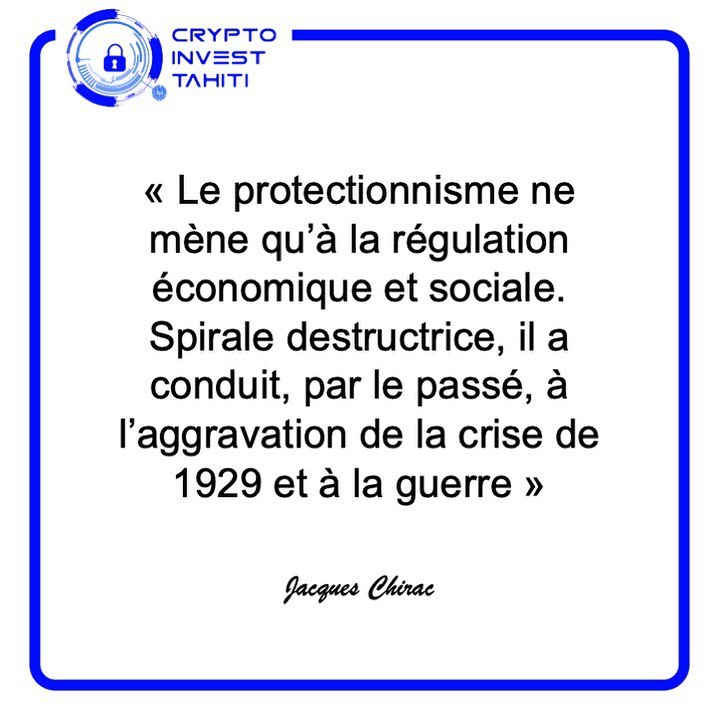 CRYPTO
INVEST
TAHITI
« Le protectionnisme ne
mène qu’à la régulation
économique et sociale.
Spirale destructrice, il a
conduit, par le passé, à
l’aggravation de la crise de
1929 et à la guerre »
Jacques Chirac